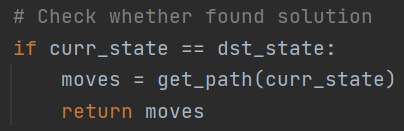 # Check whether found solution
if curr_state == dst_state:
    moves = get_path(curr_state)
    return moves